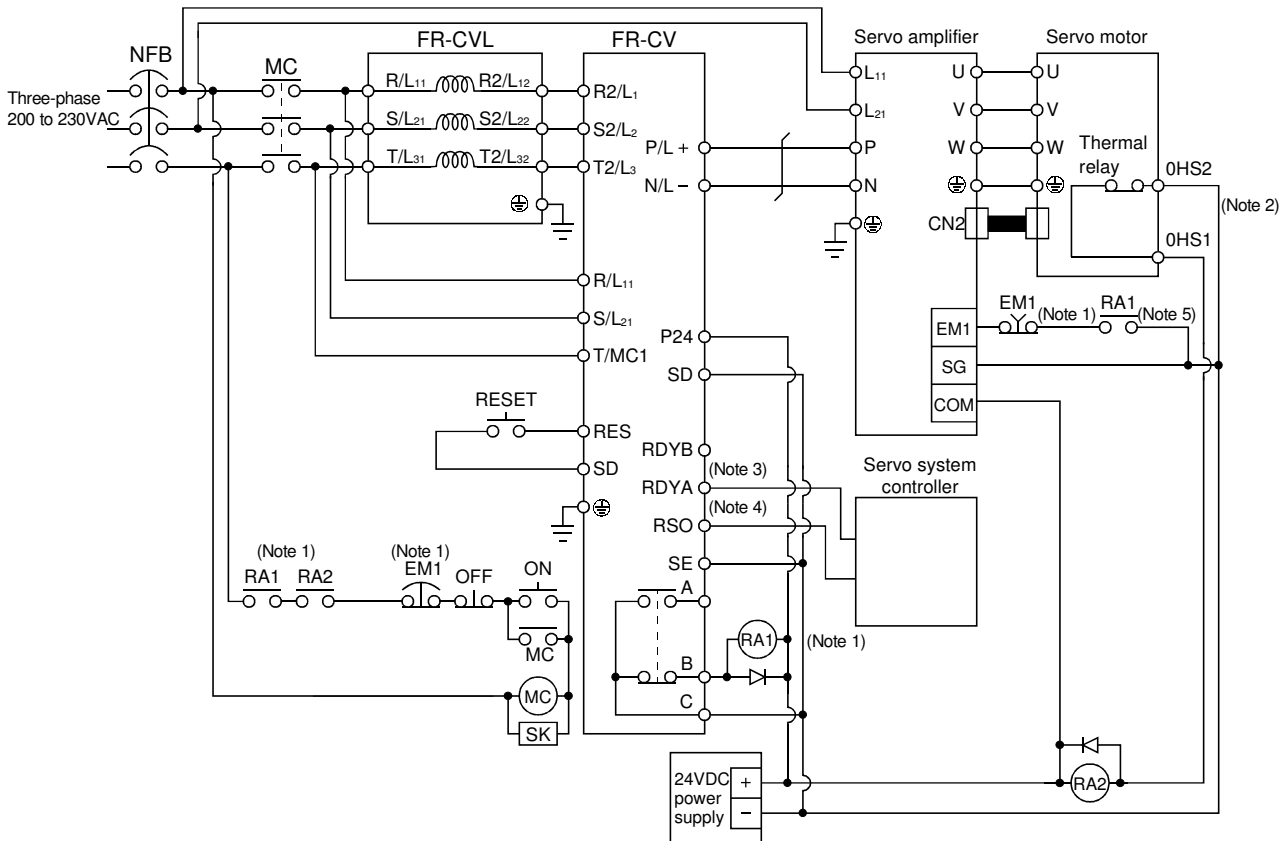 FR-CVL
FR-CV
Servo amplifier
Servo motor
NFB
MC
Three-phase
200 to 230VAC
R/L11
R2/L12
R2/L1
S/L21
S2/L22
S2/L2
T/L31
T2/L32
T2/L3
P/L +
N/L −
L11
L21
P
N
U
V
W
U
V
W
CN2
Thermal
relay
0HS2
(Note 2)
0HS1
R/L11
S/L21
T/MC1
P24
SD
EM1
(Note 1)
RA1
(Note 5)
EM1
SG
COM
RESET
RES
SD
RDYB
(Note 3)
RDYA
(Note 4)
RSO
SE
Servo system
controller
(Note 1)
RA1
RA2
(Note 1)
EM1
OFF
ON
MC
MC
SK
A
B
C
RA1
(Note 1)
24VDC
power
supply
+
−
RA2